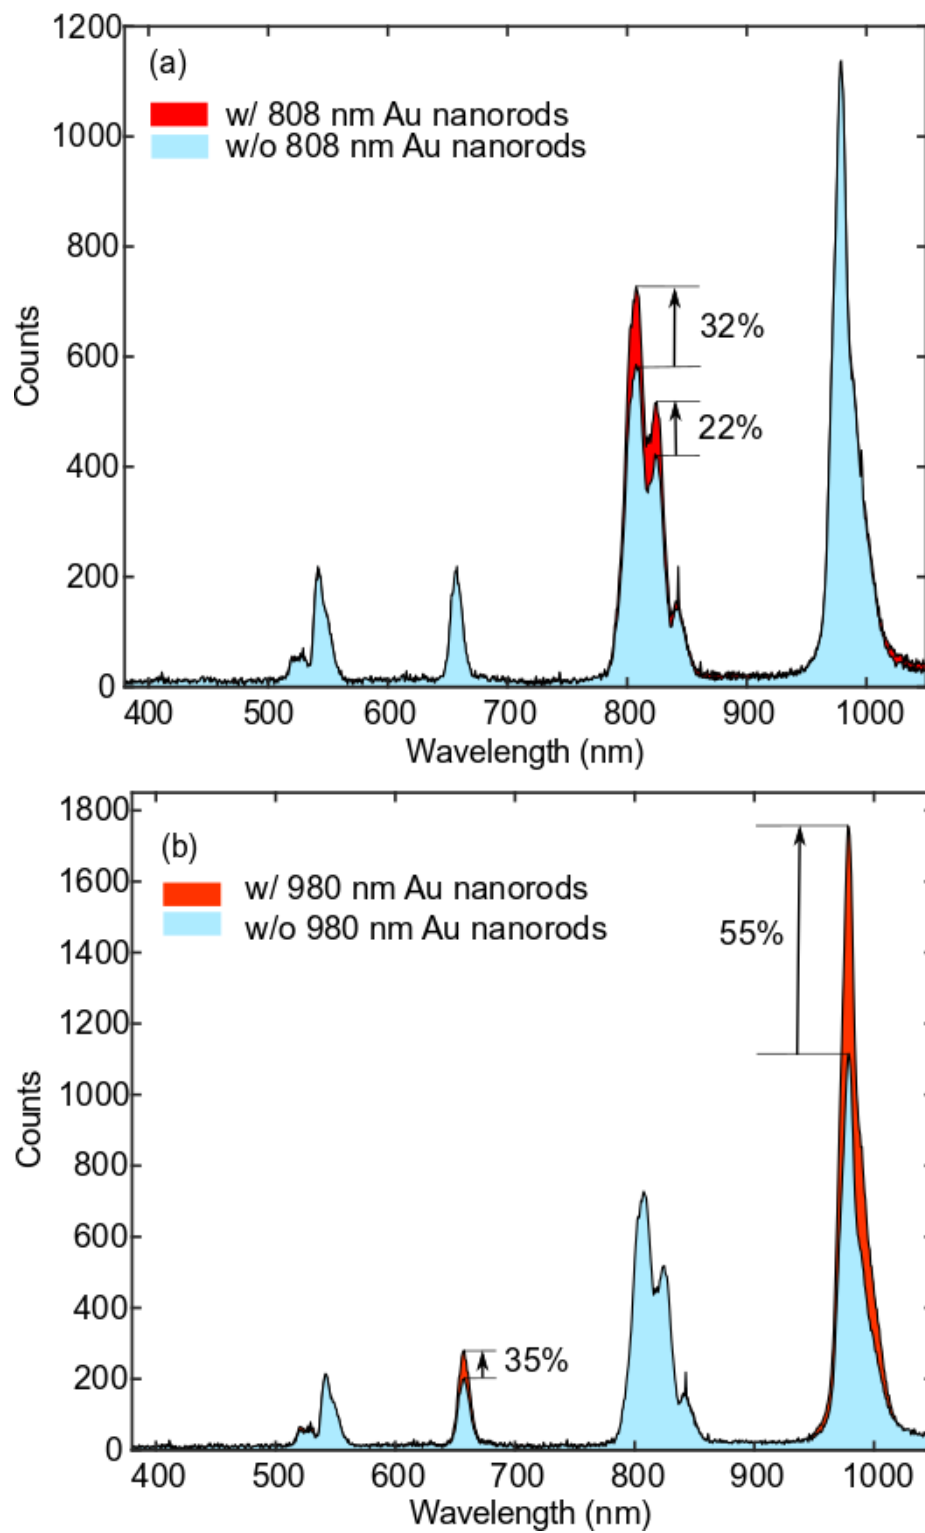 1200
(a)
w/ 808 nm Au nanorods
w/o 808 nm Au nanorods
1000
800
32%
600
22%
400
200
0
Counts
400 500 600 700 800 900 1000
Wavelength (nm)
1800
(b)
w/ 980 nm Au nanorods
w/o 980 nm Au nanorods
1600
55%
1400
1200
1000
800
600
400
35%
200
0
Counts
400 500 600 700 800 900 1000
Wavelength (nm)